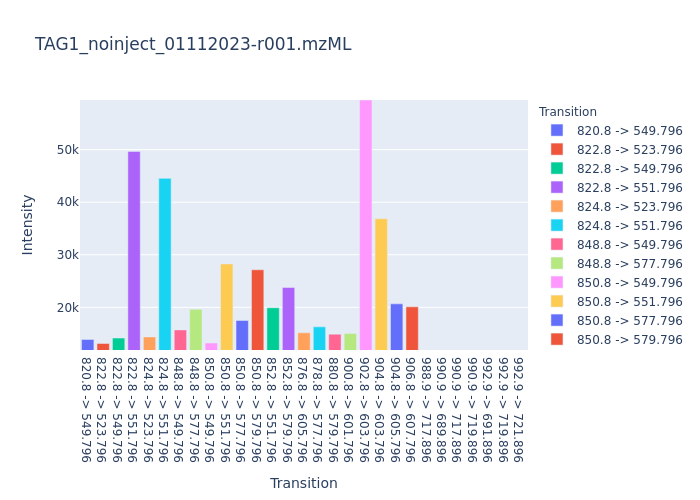 TAG1_noinject_01112023-r001.mzML
Intensity
50k
40k
30k
20k
820.8 -> 549.796
822.8 -> 523.796
822.8 -> 549.796
822.8 -> 551.796
824.8 -> 523.796
824.8 -> 551.796
848.8 -> 549.796
848.8 -> 577.796
850.8 -> 549.796
850.8 -> 551.796
850.8 -> 577.796
850.8 -> 579.796
852.8 -> 551.796
852.8 -> 579.796
876.8 -> 605.796
878.8 -> 577.796
880.8 -> 579.796
900.8 -> 601.796
902.8 -> 603.796
904.8 -> 603.796
904.8 -> 605.796
906.8 -> 607.796
988.9 -> 717.896
990.9 -> 689.896
990.9 -> 717.896
990.9 -> 719.896
992.9 -> 691.896
992.9 -> 719.896
992.9 -> 721.896
Transition
Transition
820.8 -> 549.796
822.8 -> 523.796
822.8 -> 549.796
822.8 -> 551.796
824.8 -> 523.796
824.8 -> 551.796
848.8 -> 549.796
848.8 -> 577.796
850.8 -> 549.796
850.8 -> 551.796
850.8 -> 577.796
850.8 -> 579.796